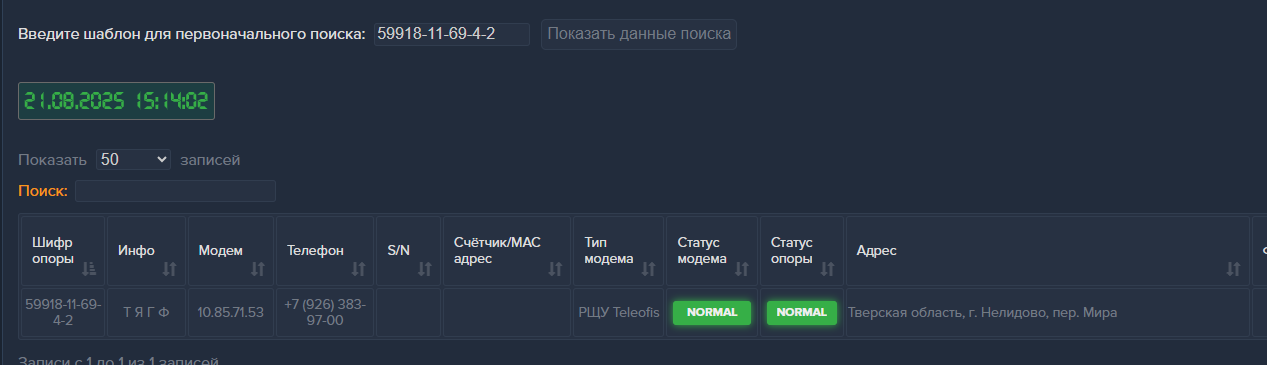 Введите шаблон для первоначального поиска: 59918-11-69-4-2 Показать данные поиска
21.08.2025 15:14:02
Показать 50 записей
Поиск:
Шифр опоры Инфо Модем Телефон S/N Счётчик/MAC адрес Тип модема Статус модема Статус опоры Адрес
59918-11-69-4-2 Т Я Г Ф 10.85.71.53 +7 (926) 383-97-00 РЩУ Teleofis NORMAL NORMAL Тверская область, г. Нелидово, пер. Мира
Записи с 1 до 1 из 1 записей